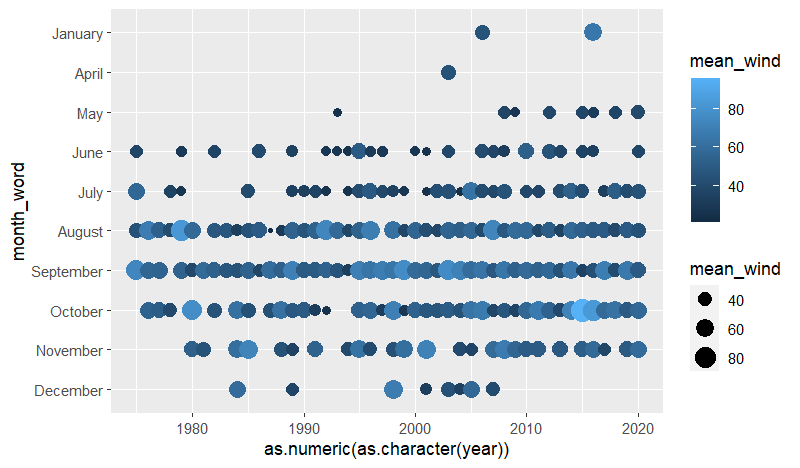 January
April
May
June
July
August
September
October
November
December
month_word
1980 1990 2000 2010 2020
as.numeric(as.character(year))
mean_wind
80
60
40
mean_wind
40
60
80